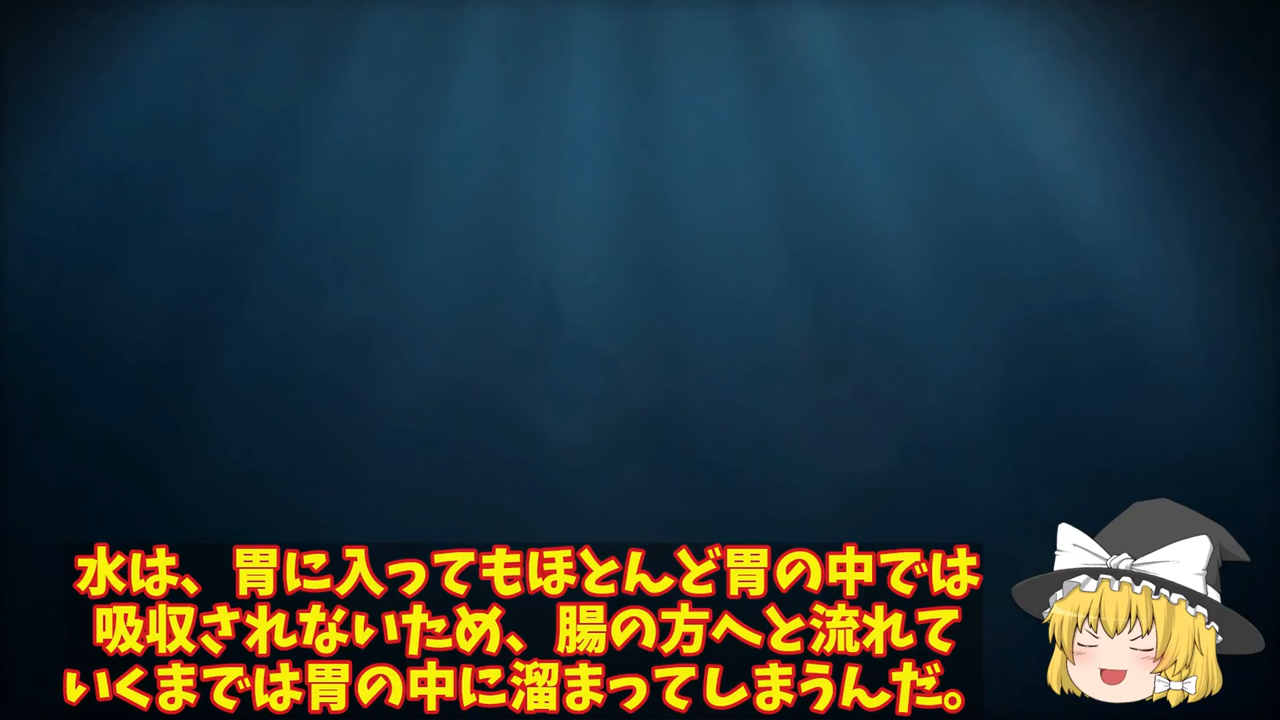 水は、胃に入ってもほとんど胃の中では
吸収されないため、腸の方へと流れて
いくまでは胃の中に溜まってしまうんだ。